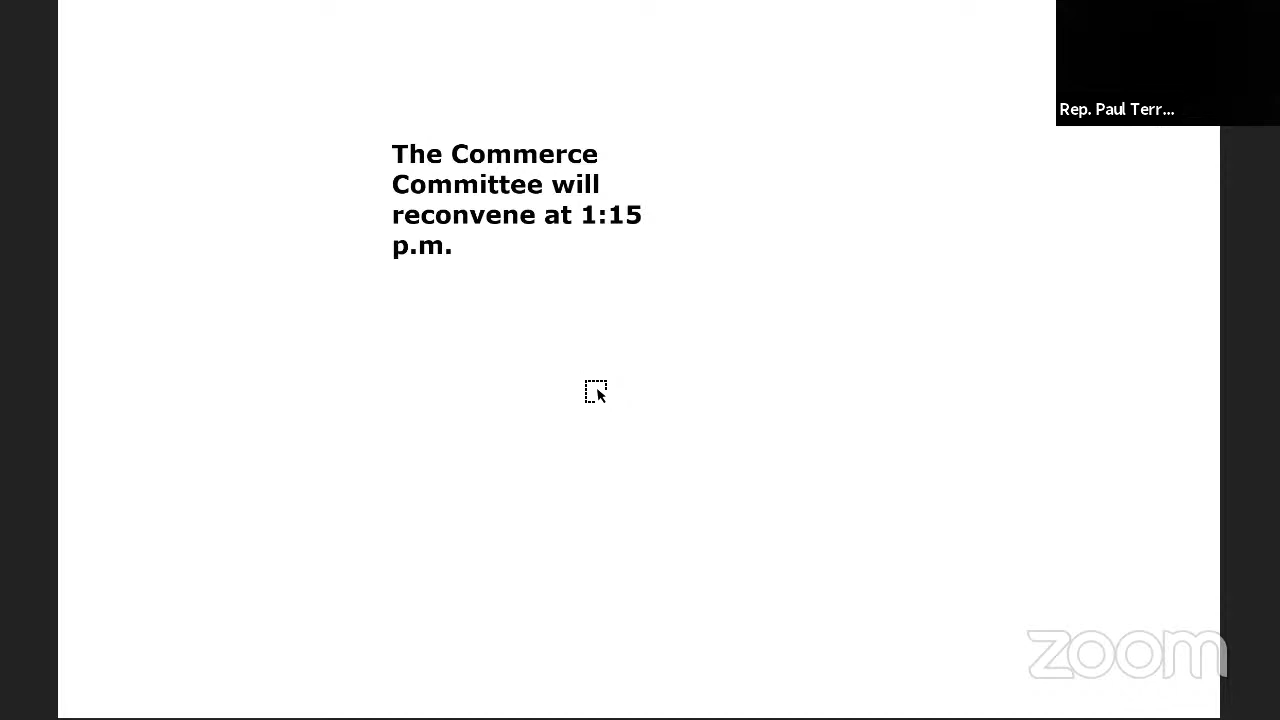 Rep. Paul Terr...
The Commerce
Committee will
reconvene at 1:15
p.m.
zoom